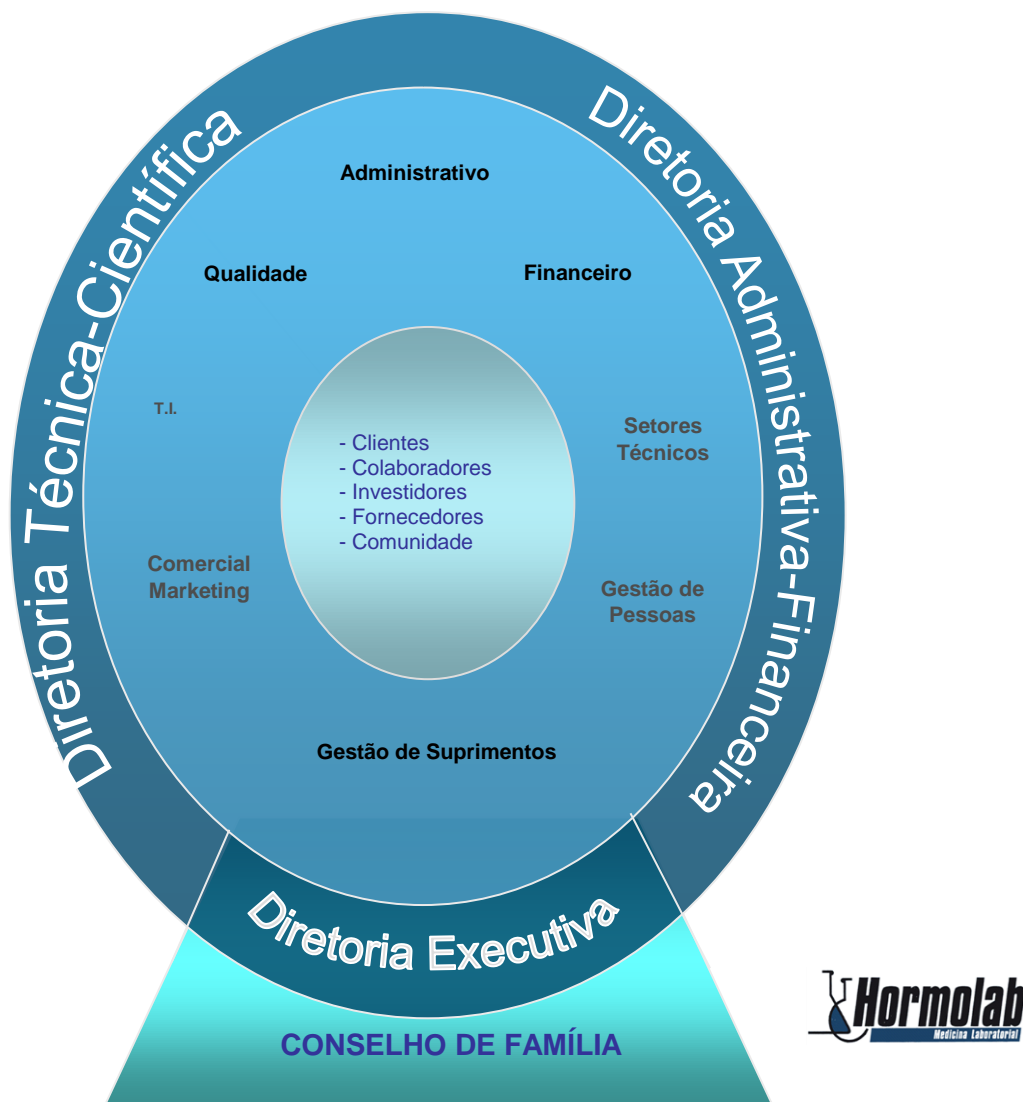 Diretoria Técnica-Científica
Diretoria Administrativa-Financeira
Administrativo
Qualidade
Financeiro
T.I.
Setores
Técnicos
- Clientes
- Colaboradores
- Investidores
- Fornecedores
- Comunidade
Comercial
Marketing
Gestão de
Pessoas
Gestão de Suprimentos
Diretoria Executiva
CONSELHO DE FAMÍLIA
Hormolab
Medicina Laboratorial